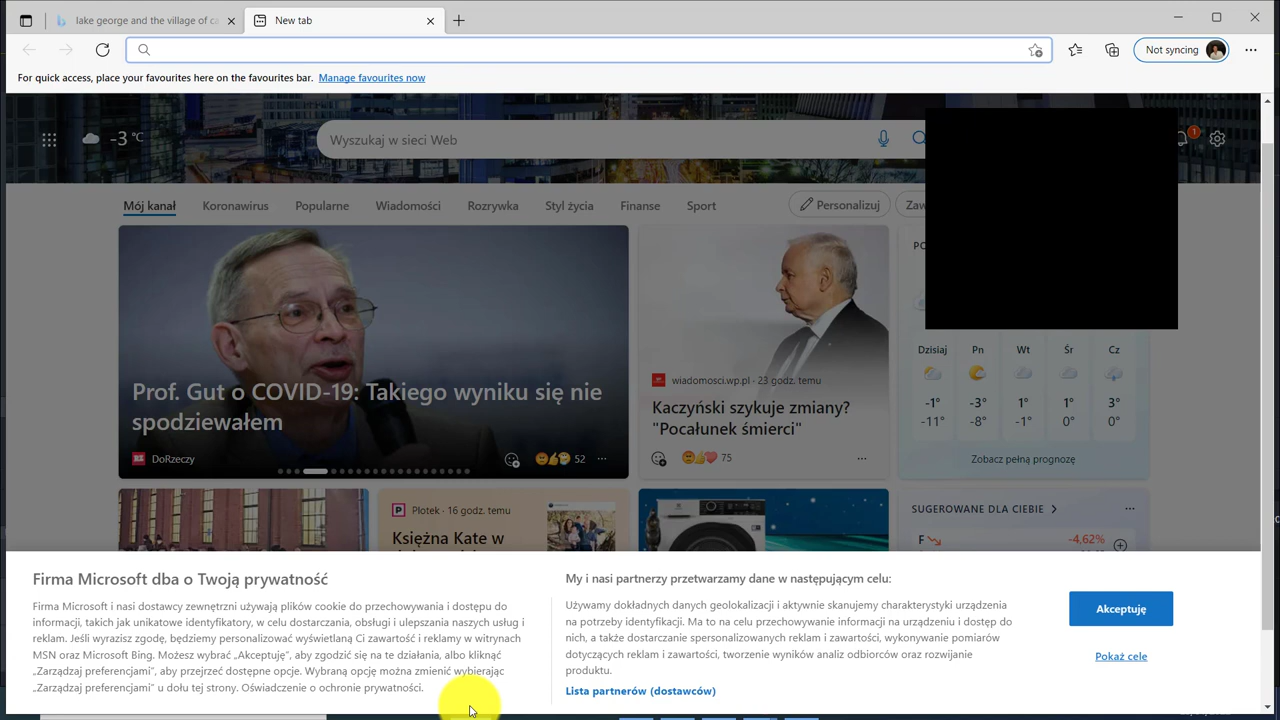 lake george and the village of ca
New tab
Not syncing
For quick access, place your favourites here on the favourites bar. Manage favourites now
-3 °C
Wyszukaj w sieci Web
1
Mój kanał Koronawirus Popularne Wiadomości Rozrywka Styl życia Finanse Sport
Personalizuj
Zaw
Prof. Gut o COVID-19: Takiego wyniku się nie
spodziewałem
DoRzeczy
52
wiadomosci.wp.pl · 23 godz. temu
Kaczyński szykuje zmiany?
"Pocałunek śmierci"
75
PO
Dzisiaj Pn Wt Śr Cz
-1° -3° 1° 1° 3°
-11° -8° -1° 0° 0°
Zobacz pełną prognozę
Plotek · 16 godz. temu
Księżna Kate w
SUGEROWANE DLA CIEBIE
F
-4,62%
Firma Microsoft dba o Twoją prywatność
Firma Microsoft i nasi dostawcy zewnętrzni używają plików cookie do przechowywania i dostępu do
informacji, takich jak unikatowe identyfikatory, w celu dostarczania, obsługi i ulepszania naszych usług i
reklam. Jeśli wyrazisz zgodę, będziemy personalizować wyświetlaną Ci zawartość i reklamy w witrynach
MSN oraz Microsoft Bing. Możesz wybrać „Akceptuję”, aby zgodzić się na te działania, albo kliknąć
„Zarządzaj preferencjami”, aby przejrzeć dostępne opcje. Wybraną opcję można zmienić wybierając
„Zarządzaj preferencjami” u dołu tej strony. Oświadczenie o ochronie prywatności.
My i nasi partnerzy przetwarzamy dane w następującym celu:
Używamy dokładnych danych geolokalizacji i aktywnie skanujemy charakterystyki urządzenia
na potrzeby identyfikacji. Ma to na celu przechowywanie informacji na urządzeniu i dostęp do
nich, a także dostarczanie spersonalizowanych reklam i zawartości, wykonywanie pomiarów
dotyczących reklam i zawartości, tworzenie wyników analiz odbiorców oraz rozwijanie
produktu.
Lista partnerów (dostawców)
Akceptuję
Pokaż cele